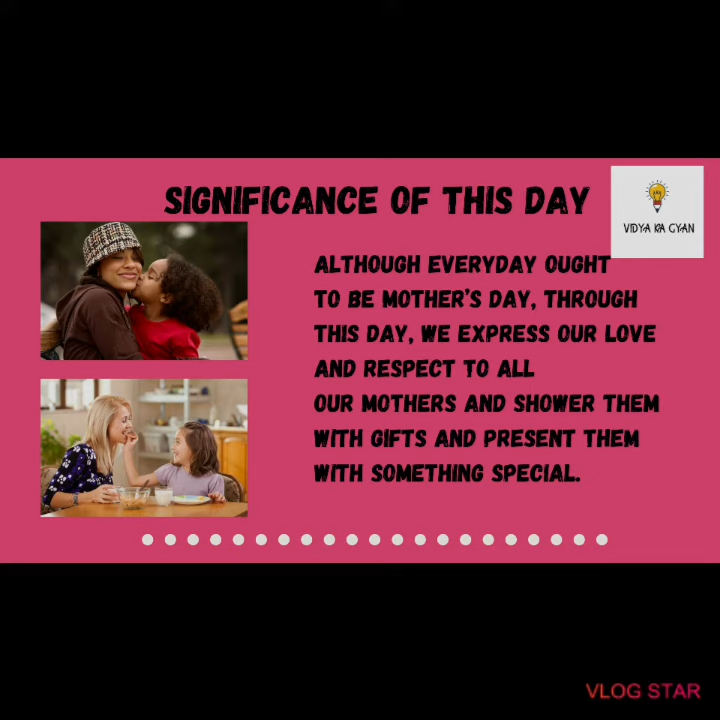 SIGNIFICANCE OF THIS DAY
VIDYA KA GYAN
ALTHOUGH EVERYDAY OUGHT
TO BE MOTHER'S DAY, THROUGH
THIS DAY, WE EXPRESS OUR LOVE
AND RESPECT TO ALL
OUR MOTHERS AND SHOWER THEM
WITH GIFTS AND PRESENT THEM
WITH SOMETHING SPECIAL.
VLOG STAR